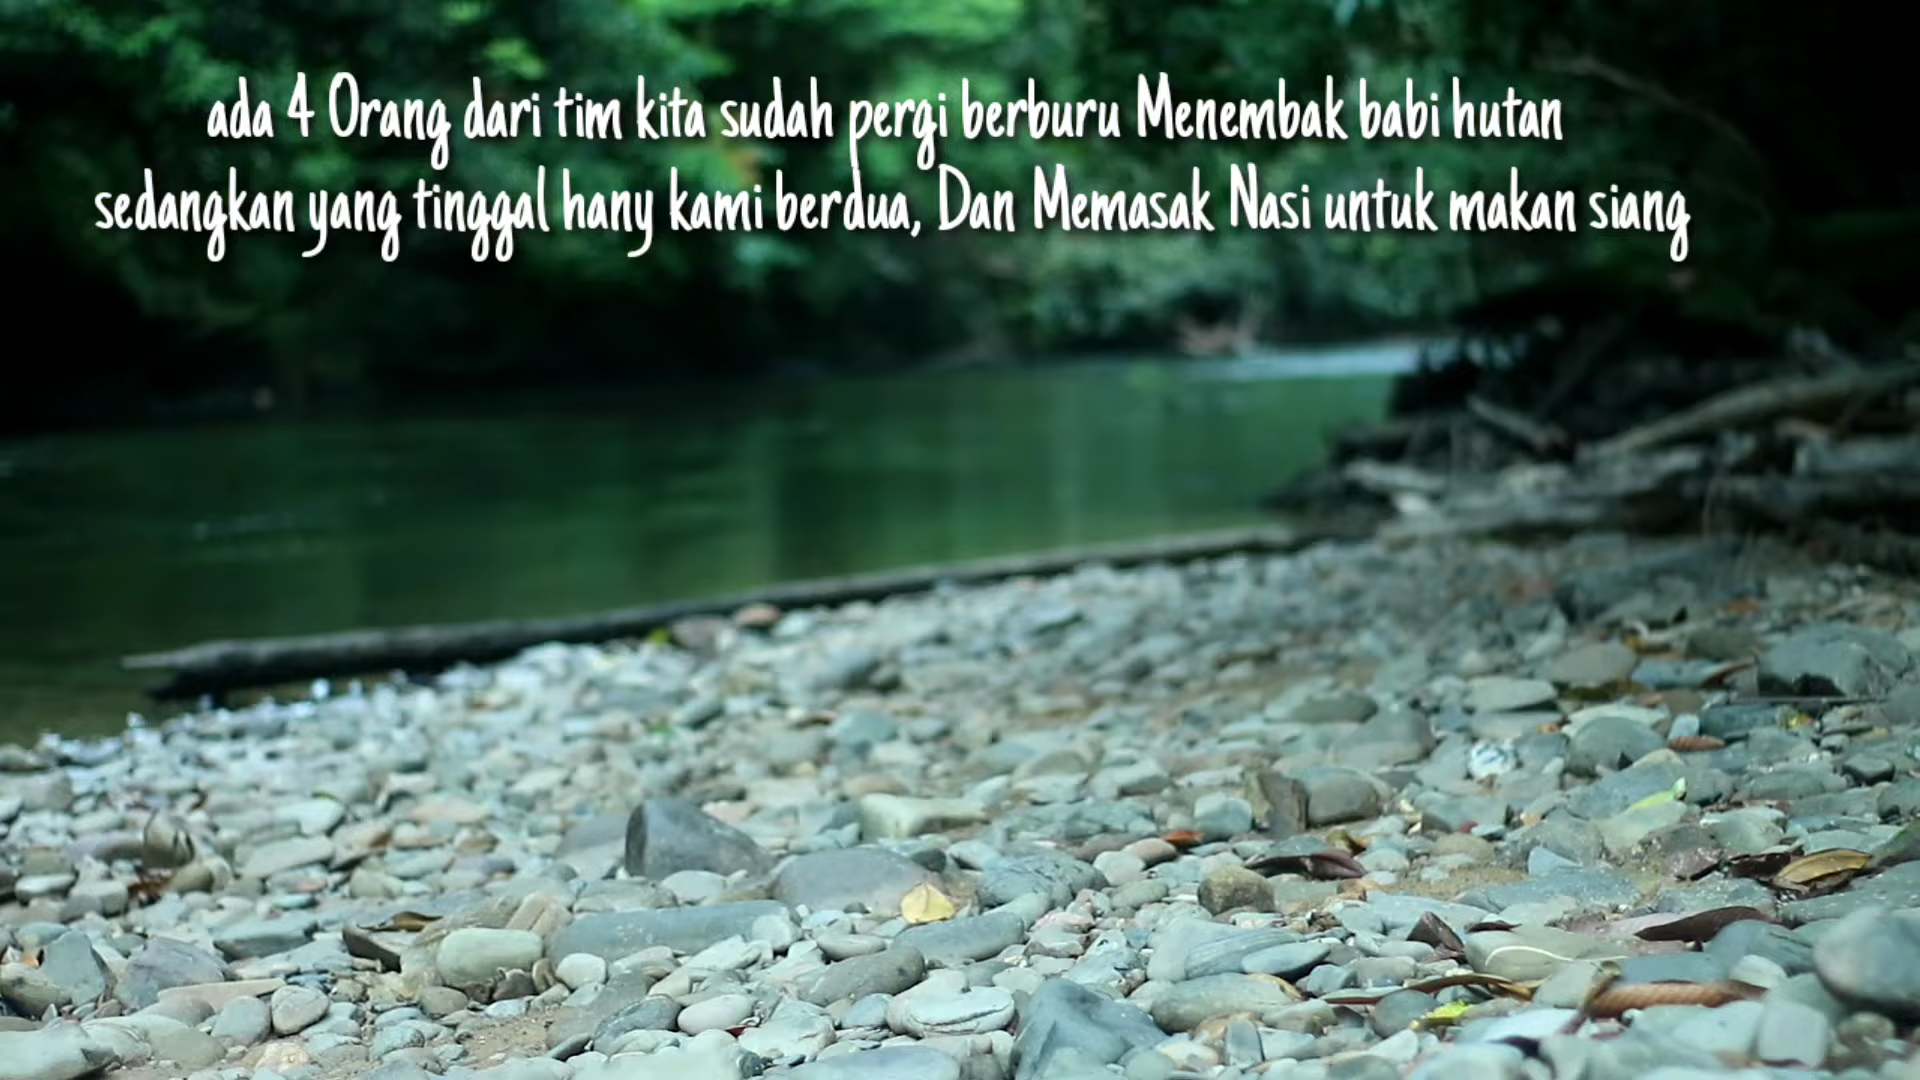 ada 4 Orang dari tim kita sudah pergi berburu Menembak babi hutan
sedangkan yang tinggal hany kami berdua, Dan Memasak Nasi untuk makan siang